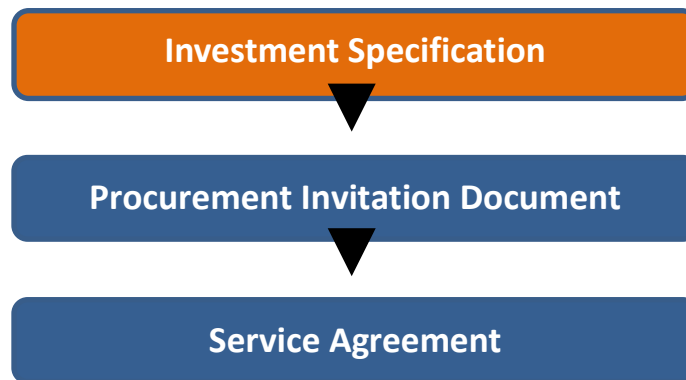 Investment Specification
Procurement Invitation Document
Service Agreement